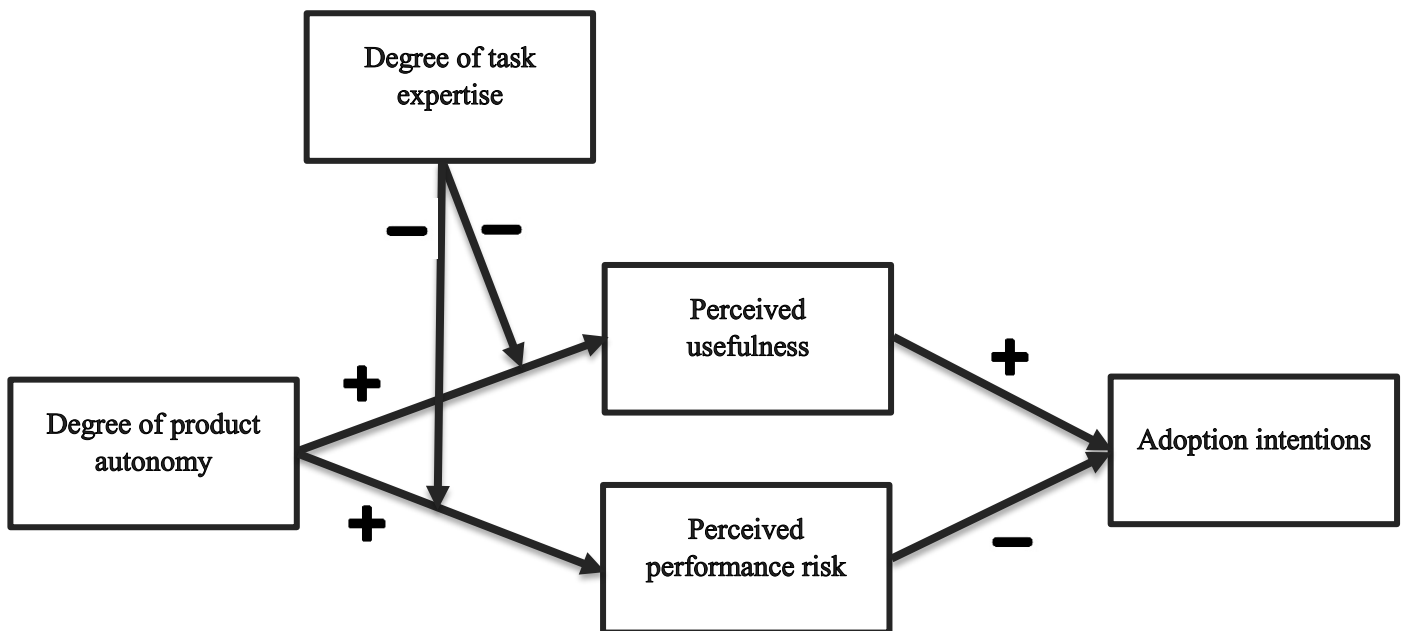 Degree of task
expertise
−
−
Perceived
usefulness
+
+
Degree of product
autonomy
Adoption intentions
+
Perceived
performance risk
−